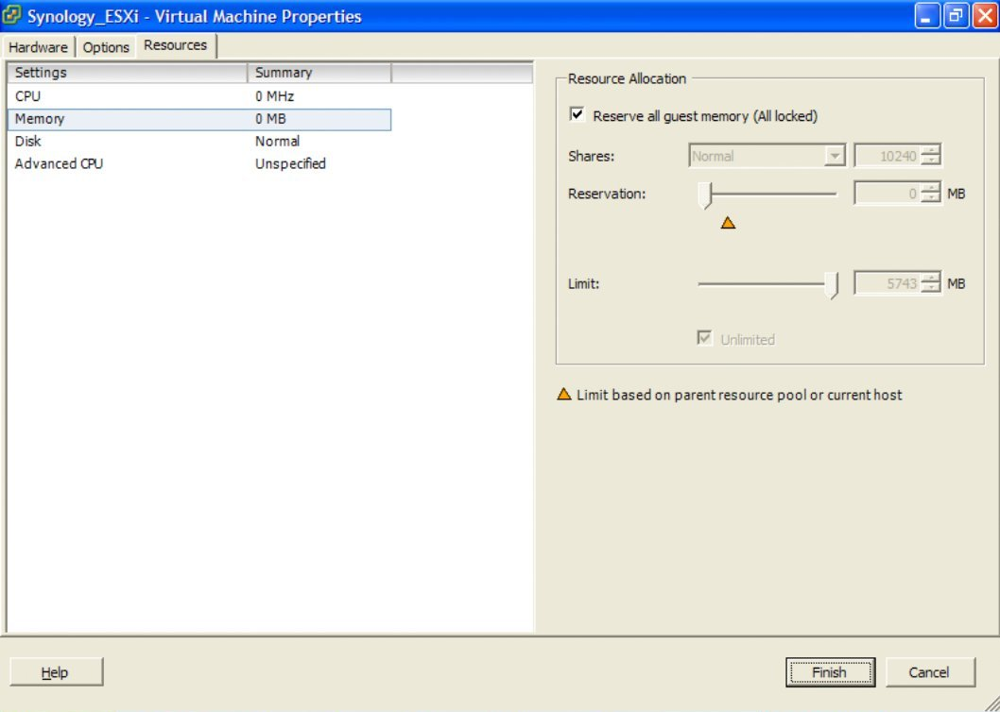 Synology_ESXi - Virtual Machine Properties
Hardware Options Resources
Settings Summary
CPU 0 MHz
Memory 0 MB
Disk Normal
Advanced CPU Unspecified
Resource Allocation
Reserve all guest memory (All locked)
Shares: Normal 10240
Reservation: 0 MB
Limit: 5743 MB
Unlimited
Limit based on parent resource pool or current host
Help Finish Cancel